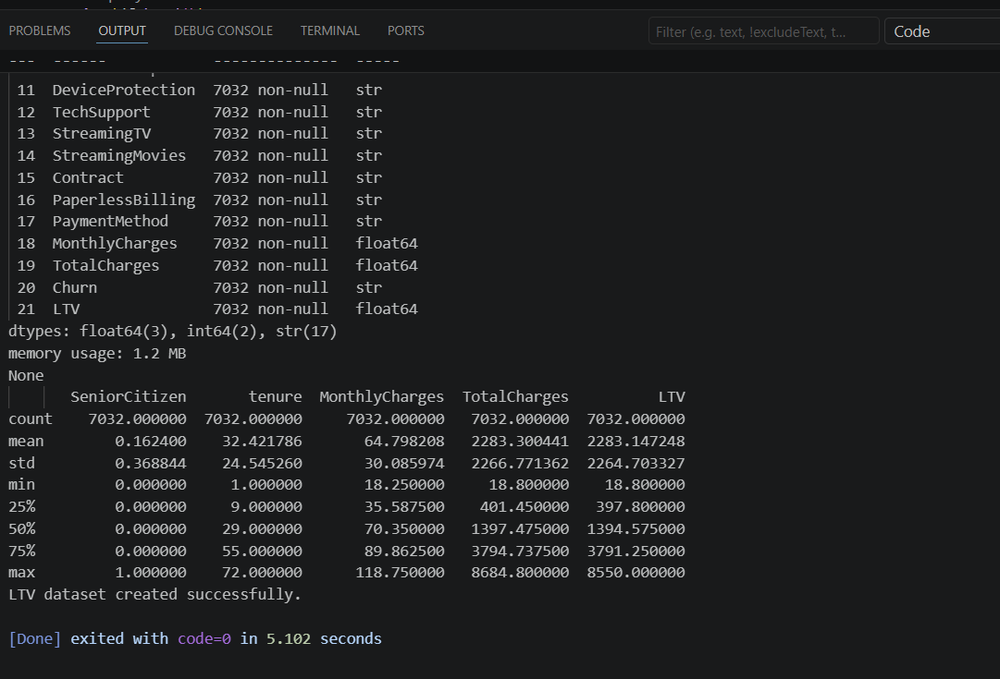 PROBLEMS OUTPUT DEBUG CONSOLE TERMINAL PORTS Filter (e.g. text, !excludeText, t... Code
--- ------ -------------- -----
11 DeviceProtection 7032 non-null str
12 TechSupport 7032 non-null str
13 StreamingTV 7032 non-null str
14 StreamingMovies 7032 non-null str
15 Contract 7032 non-null str
16 PaperlessBilling 7032 non-null str
17 PaymentMethod 7032 non-null str
18 MonthlyCharges 7032 non-null float64
19 TotalCharges 7032 non-null float64
20 Churn 7032 non-null str
21 LTV 7032 non-null float64
dtypes: float64(3), int64(2), str(17)
memory usage: 1.2 MB
None
SeniorCitizen tenure MonthlyCharges TotalCharges LTV
count 7032.000000 7032.000000 7032.000000 7032.000000 7032.000000
mean 0.162400 32.421786 64.798208 2283.300441 2283.147248
std 0.368844 24.545260 30.085974 2266.771362 2264.703327
min 0.000000 1.000000 18.250000 18.800000 18.800000
25% 0.000000 9.000000 35.587500 401.450000 397.800000
50% 0.000000 29.000000 70.350000 1397.475000 1394.575000
75% 0.000000 55.000000 89.862500 3794.737500 3791.250000
max 1.000000 72.000000 118.750000 8684.800000 8550.000000
LTV dataset created successfully.
[Done] exited with code=0 in 5.102 seconds